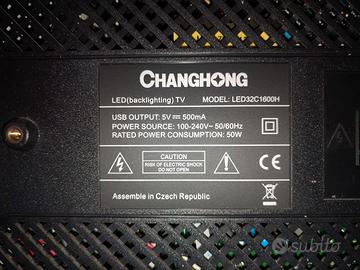 CHANGHONG
LED(backlighting) TV MODEL: LED32C1600H
USB OUTPUT: 5V⎓500mA
POWER SOURCE: 100-240V~ 50/60Hz
RATED POWER CONSUMPTION: 50W
CAUTION
RISK OF ELECTRIC SHOCK
DO NOT OPEN
CE
Assemble in Czech Republic
subito